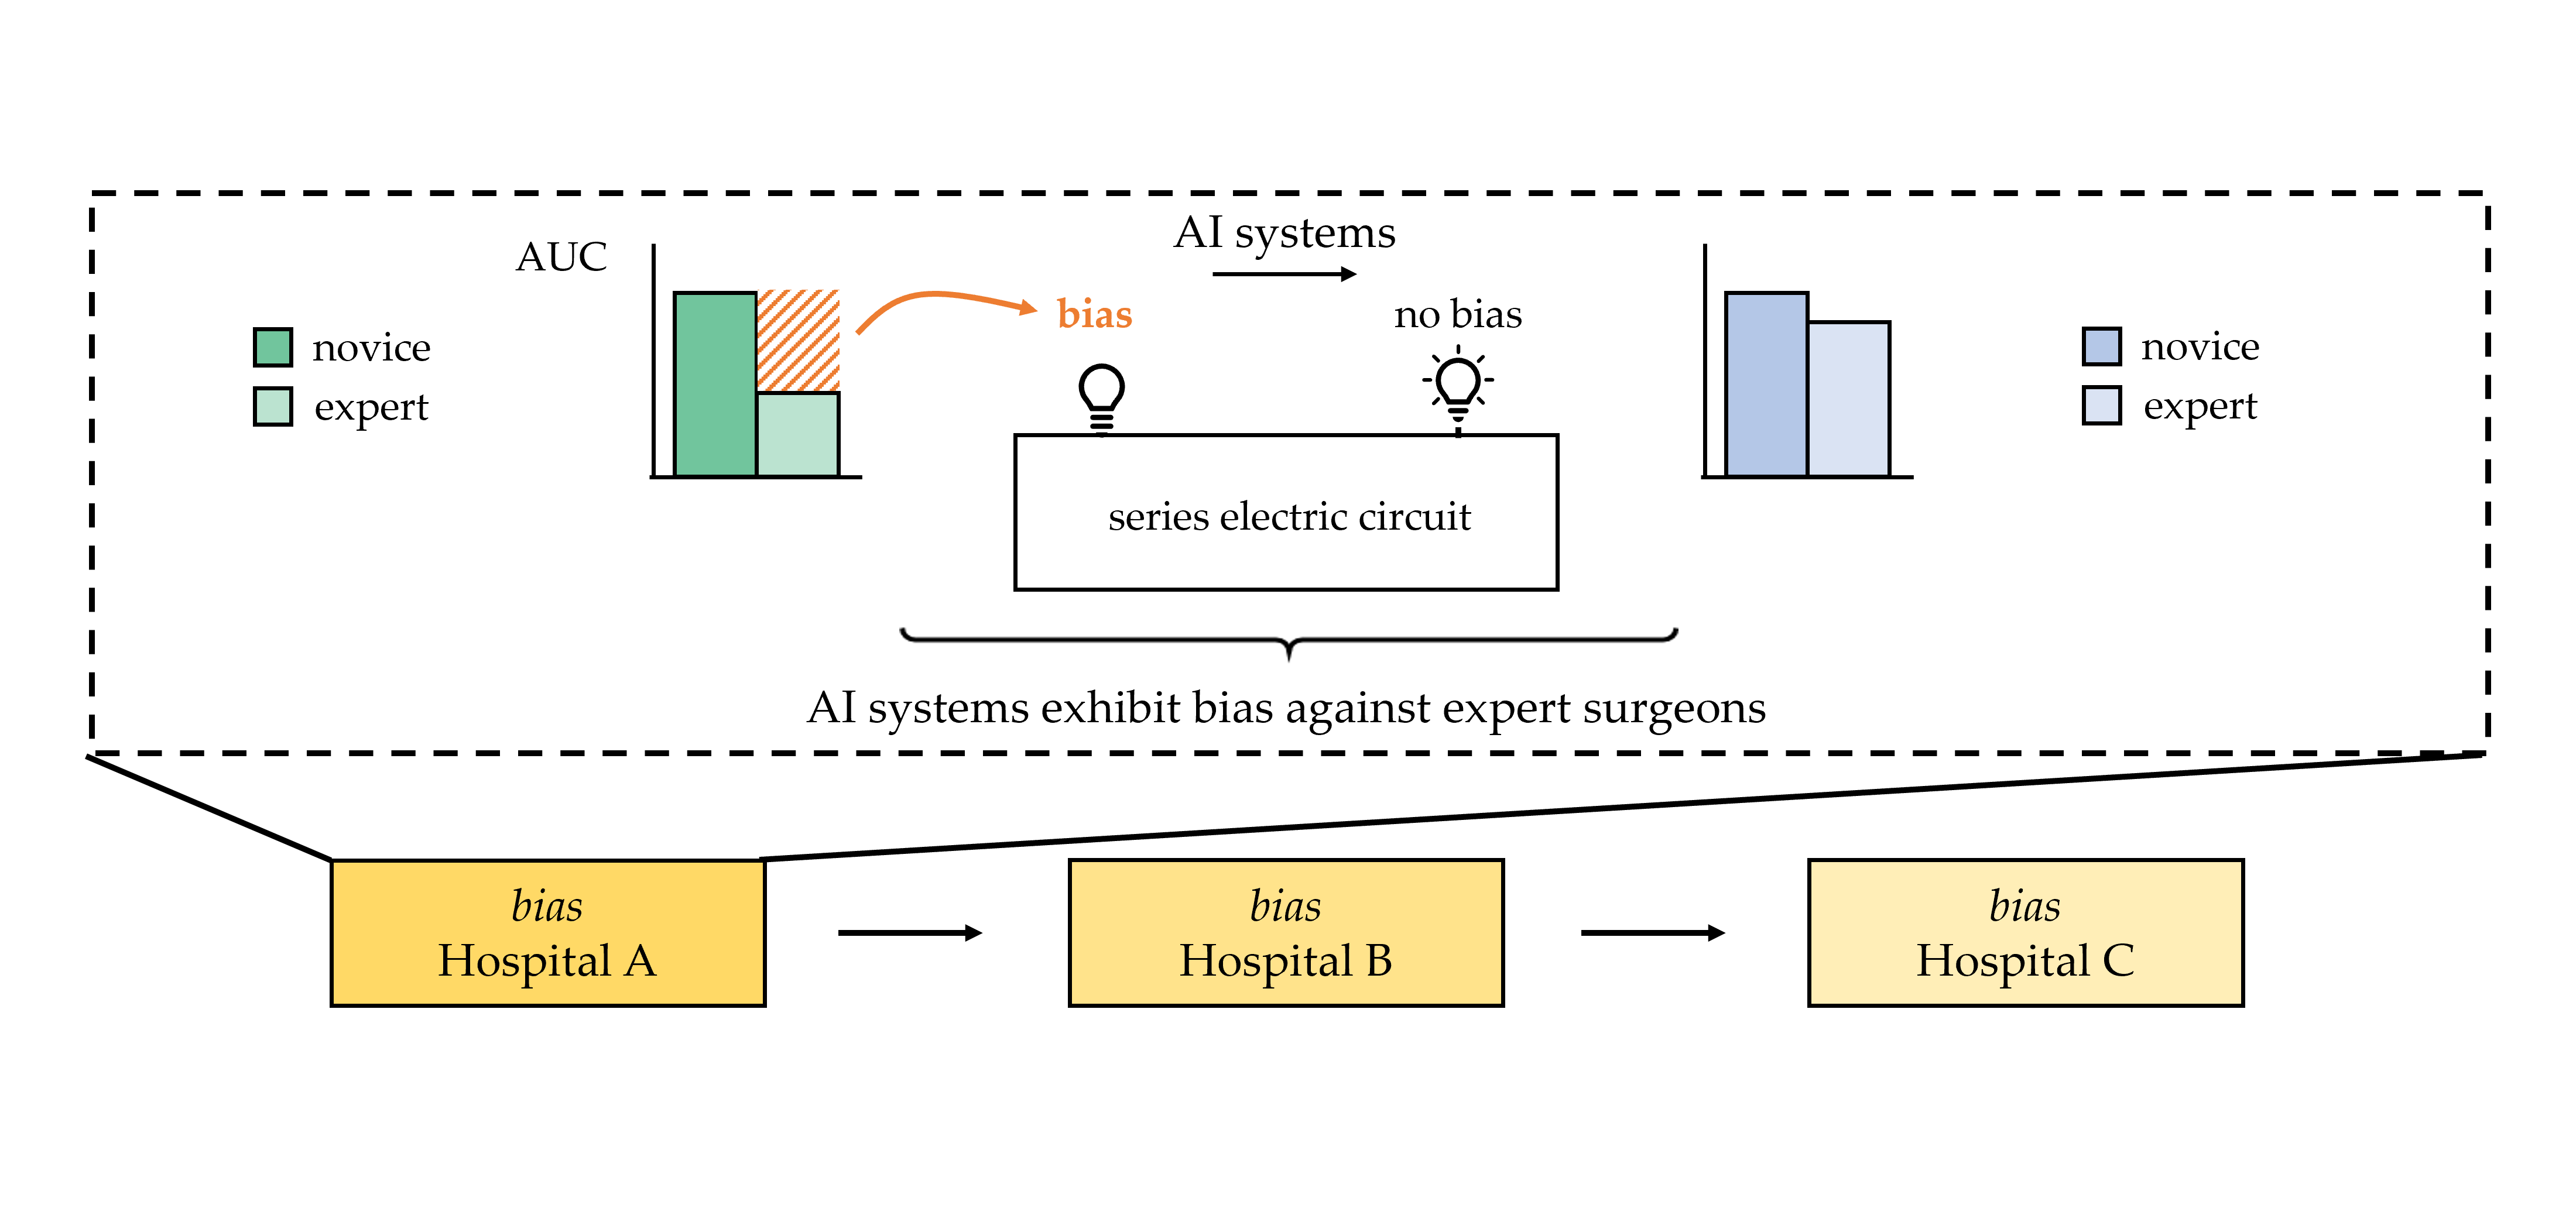 AI systems
AUC
bias
no bias
novice
expert
novice
expert
series electric circuit
AI systems exhibit bias against expert surgeons
bias
Hospital A
bias
Hospital B
bias
Hospital C